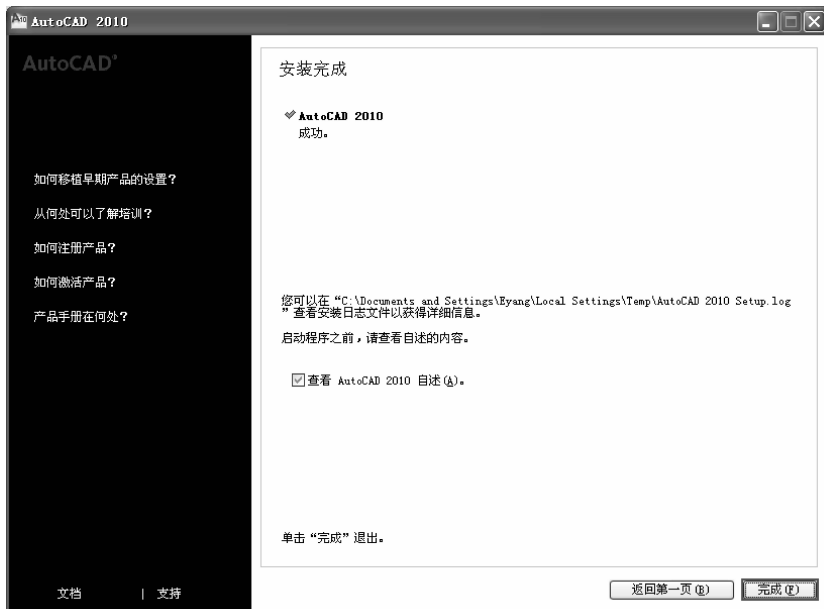 AutoCAD 2010
AutoCAD®
如何移植早期产品的设置?
从何处可以了解培训?
如何注册产品?
如何激活产品?
产品手册在何处?
文档 | 支持
安装完成
AutoCAD 2010
成功。
您可以在“C:\Documents and Settings\Eyang\Local Settings\Temp\AutoCAD 2010 Setup.log
”查看安装日志文件以获得详细信息。
启动程序之前,请查看自述的内容。
查看 AutoCAD 2010 自述(A)。
单击“完成”退出。
返回第一页(B) 完成(F)